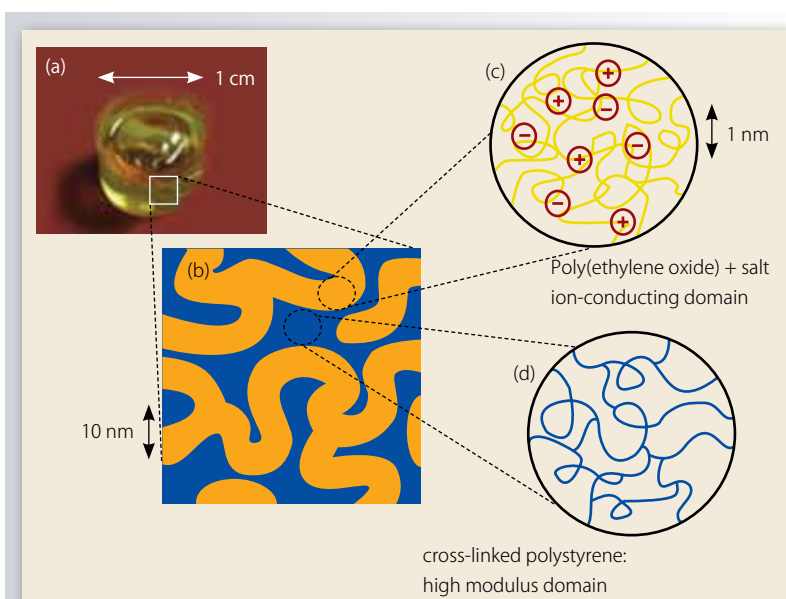 (a)
1 cm
(b)
10 nm
(c)
+
+
−
−
−
+
−
+
1 nm
Poly(ethylene oxide) + salt
ion-conducting domain
(d)
cross-linked polystyrene:
high modulus domain